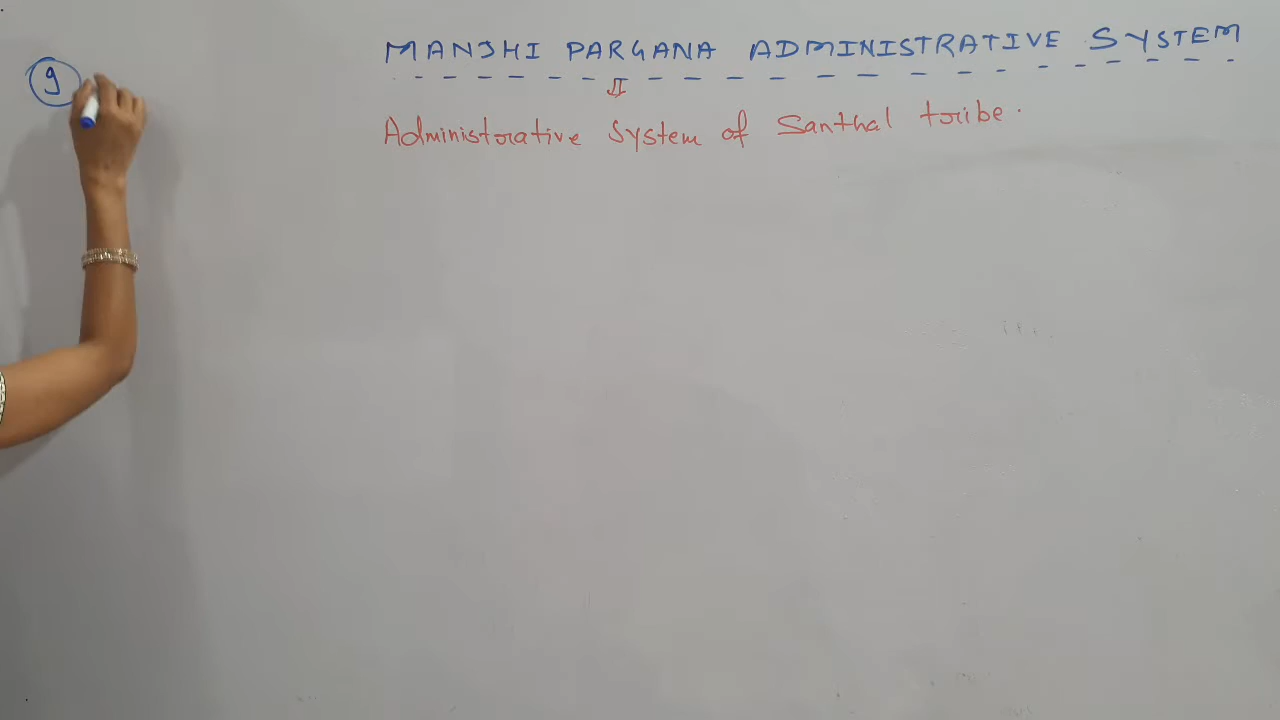 MANJHI PARGANA ADMINISTRATIVE SYSTEM
Administrative System of Santhal tribe.
9